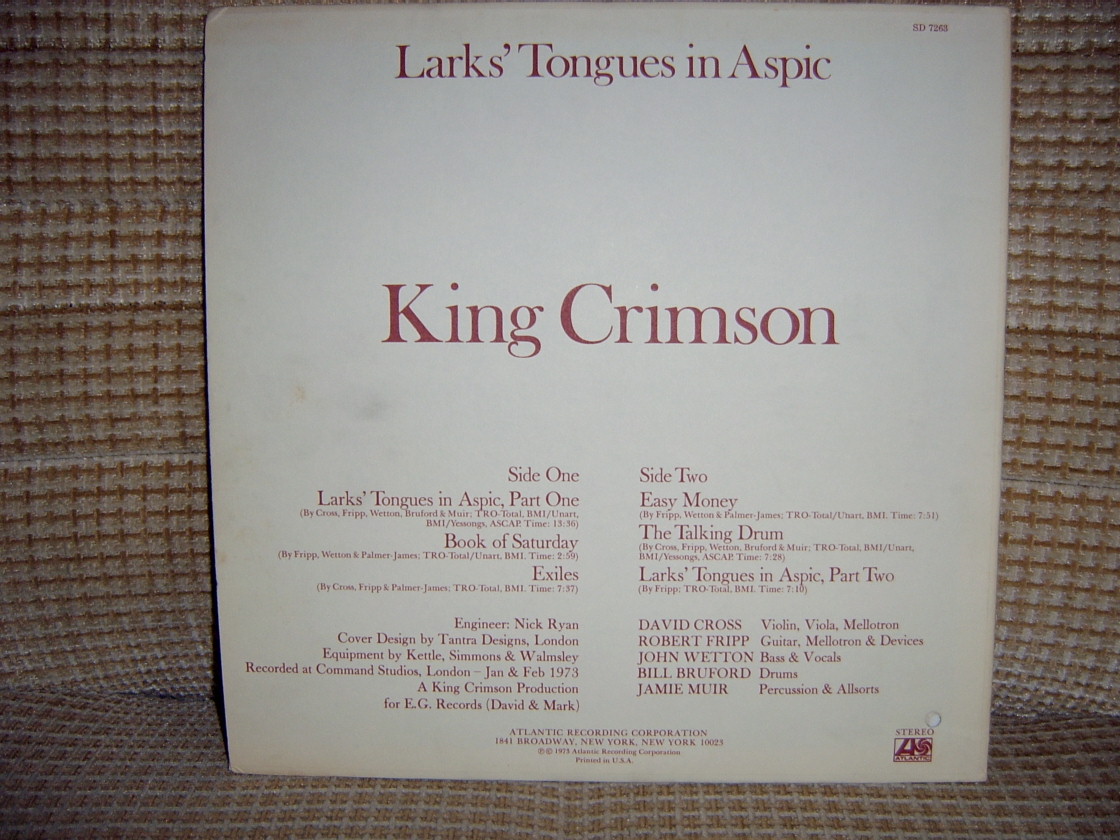 SD 7263
Larks' Tongues in Aspic
King Crimson
Side One
Larks' Tongues in Aspic, Part One
(By Cross, Fripp, Wetton, Bruford & Muir; TRO-Total, BMI/Unart,
BMI/Yessongs, ASCAP. Time: 13:36)
Book of Saturday
(By Fripp, Wetton & Palmer-James; TRO-Total/Unart, BMI. Time: 2:59)
Exiles
(By Cross, Fripp & Palmer-James; TRO-Total, BMI. Time: 7:37)
Engineer: Nick Ryan
Cover Design by Tantra Designs, London
Equipment by Kettle, Simmons & Walmsley
Recorded at Command Studios, London – Jan & Feb 1973
A King Crimson Production
for E.G. Records (David & Mark)
Side Two
Easy Money
(By Fripp, Wetton & Palmer-James; TRO-Total/Unart, BMI. Time: 7:51)
The Talking Drum
(By Cross, Fripp, Wetton, Bruford & Muir; TRO-Total, BMI/Unart,
BMI/Yessongs, ASCAP. Time: 7:28)
Larks' Tongues in Aspic, Part Two
(By Fripp; TRO-Total, BMI. Time: 7:10)
DAVID CROSS Violin, Viola, Mellotron
ROBERT FRIPP Guitar, Mellotron & Devices
JOHN WETTON Bass & Vocals
BILL BRUFORD Drums
JAMIE MUIR Percussion & Allsorts
ATLANTIC RECORDING CORPORATION
1841 BROADWAY, NEW YORK, NEW YORK 10023
℗© 1973 Atlantic Recording Corporation
Printed in U.S.A.
STEREO
ATLANTIC